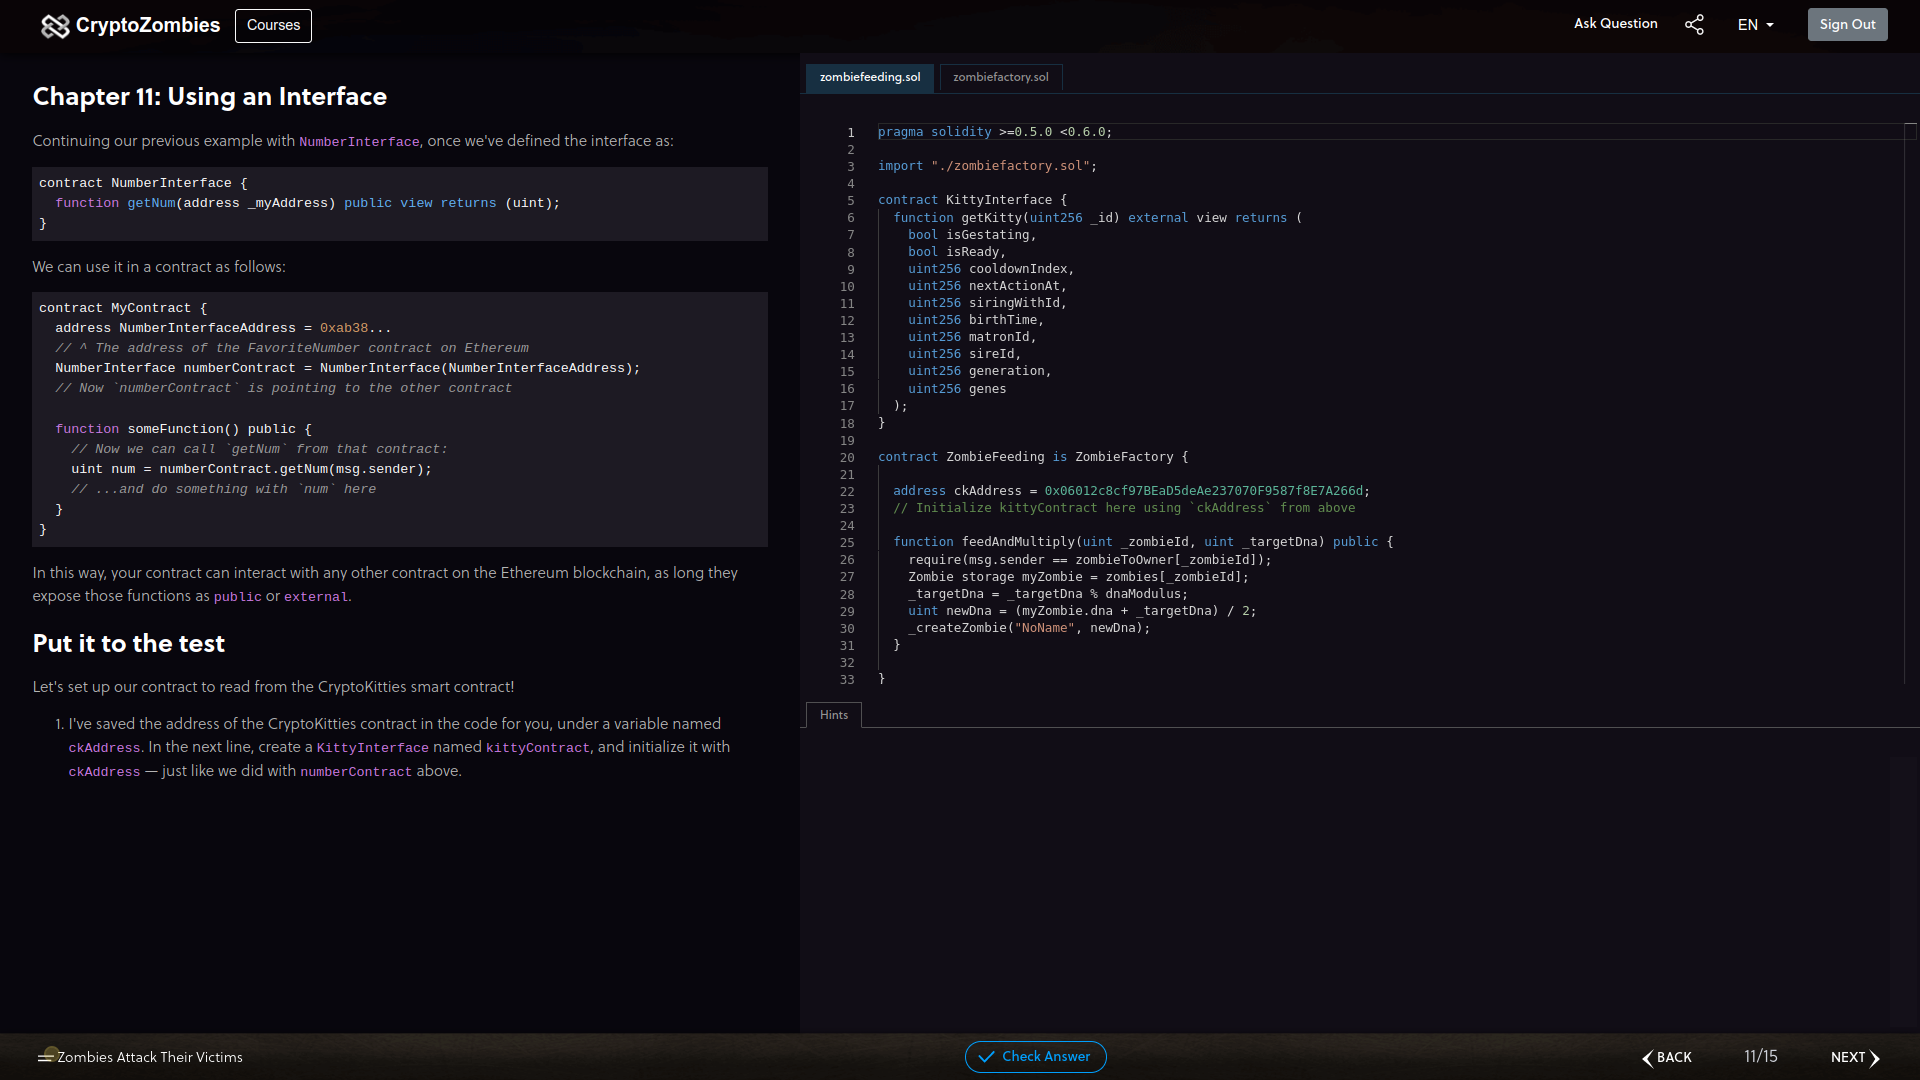 CryptoZombies
Courses
Ask Question
EN
Sign Out
Chapter 11: Using an Interface
Continuing our previous example with NumberInterface, once we've defined the interface as:
contract NumberInterface {
  function getNum(address _myAddress) public view returns (uint);
}
We can use it in a contract as follows:
contract MyContract {
  address NumberInterfaceAddress = 0xab38...
  // ^ The address of the FavoriteNumber contract on Ethereum
  NumberInterface numberContract = NumberInterface(NumberInterfaceAddress);
  // Now `numberContract` is pointing to the other contract
  function someFunction() public {
    // Now we can call `getNum` from that contract:
    uint num = numberContract.getNum(msg.sender);
    // ...and do something with `num` here
  }
}
In this way, your contract can interact with any other contract on the Ethereum blockchain, as long they
expose those functions as public or external.
Put it to the test
Let's set up our contract to read from the CryptoKitties smart contract!
1. I've saved the address of the CryptoKitties contract in the code for you, under a variable named
ckAddress. In the next line, create a KittyInterface named kittyContract, and initialize it with
ckAddress — just like we did with numberContract above.
zombiefeeding.sol
zombiefactory.sol
1 pragma solidity >=0.5.0 <0.6.0;
2
3 import "./zombiefactory.sol";
4
5 contract KittyInterface {
6   function getKitty(uint256 _id) external view returns (
7     bool isGestating,
8     bool isReady,
9     uint256 cooldownIndex,
10     uint256 nextActionAt,
11     uint256 siringWithId,
12     uint256 birthTime,
13     uint256 matronId,
14     uint256 sireId,
15     uint256 generation,
16     uint256 genes
17   );
18 }
19
20 contract ZombieFeeding is ZombieFactory {
21
22   address ckAddress = 0x06012c8cf97BEaD5deAe237070F9587f8E7A266d;
23   // Initialize kittyContract here using `ckAddress` from above
24
25   function feedAndMultiply(uint _zombieId, uint _targetDna) public {
26     require(msg.sender == zombieToOwner[_zombieId]);
27     Zombie storage myZombie = zombies[_zombieId];
28     _targetDna = _targetDna % dnaModulus;
29     uint newDna = (myZombie.dna + _targetDna) / 2;
30     _createZombie("NoName", newDna);
31   }
32
33 }
Hints
Zombies Attack Their Victims
Check Answer
BACK
11/15
NEXT